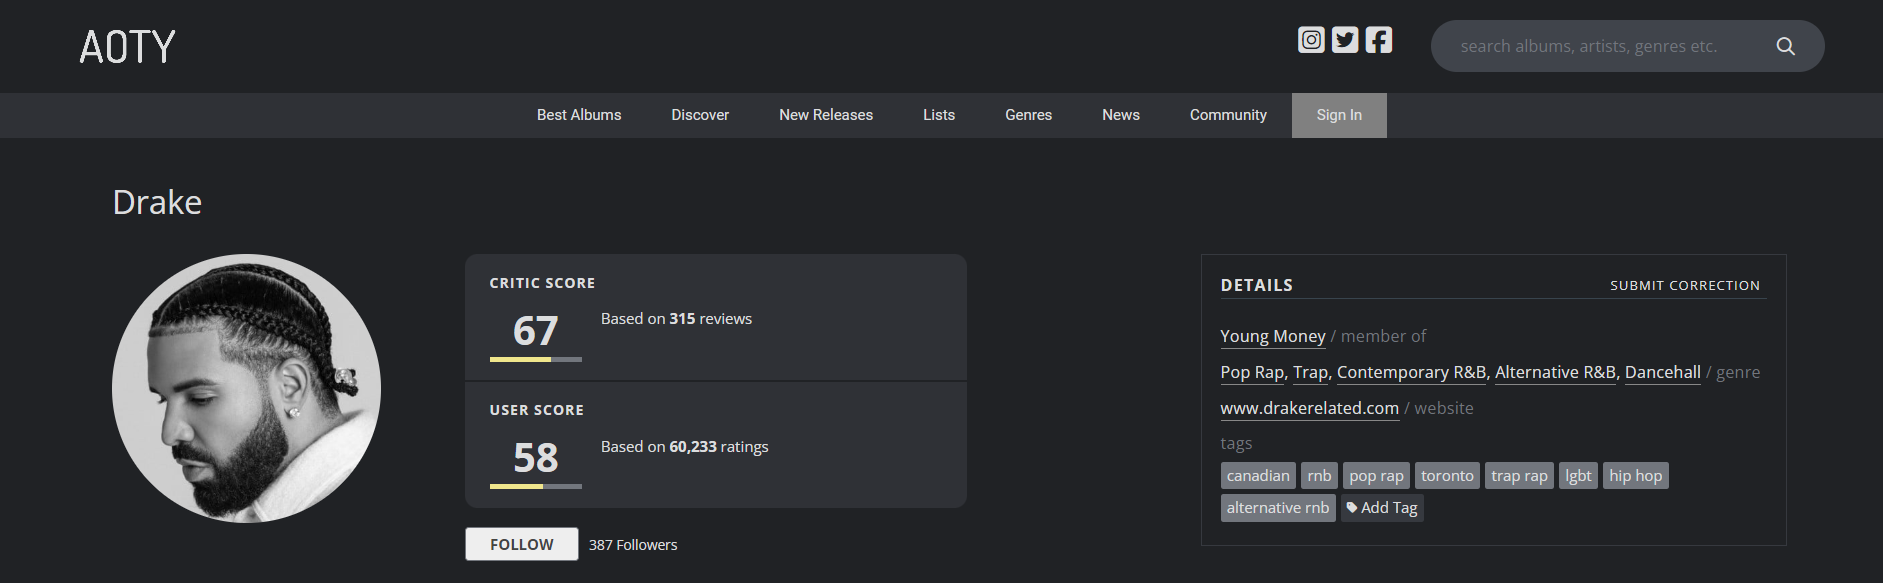 AOTY
search albums, artists, genres etc.
Best Albums Discover New Releases Lists Genres News Community Sign In
Drake
CRITIC SCORE
67 Based on 315 reviews
USER SCORE
58 Based on 60,233 ratings
FOLLOW 387 Followers
DETAILS SUBMIT CORRECTION
Young Money / member of
Pop Rap, Trap, Contemporary R&B, Alternative R&B, Dancehall / genre
www.drakerelated.com / website
tags
canadian rnb pop rap toronto trap rap lgbt hip hop
alternative rnb Add Tag